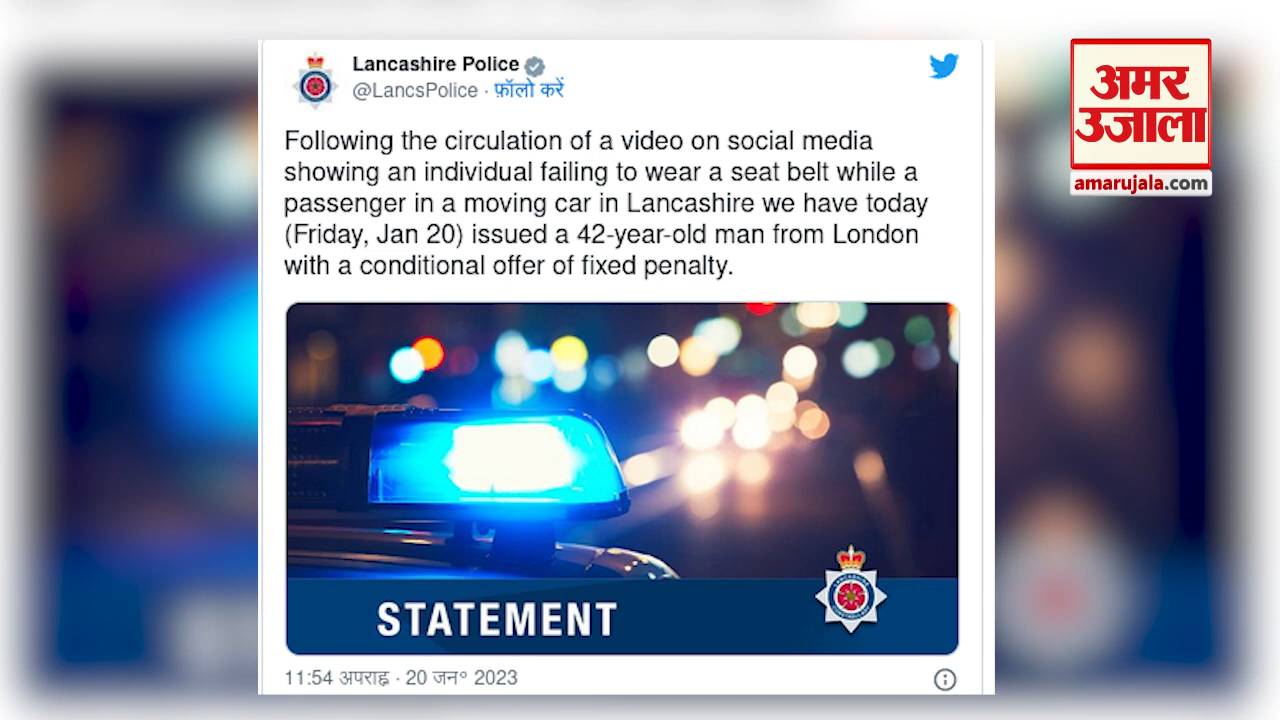 Lancashire Police
@LancsPolice · फ़ॉलो करें
अमर
उजाला
amarujala.com
Following the circulation of a video on social media
showing an individual failing to wear a seat belt while a
passenger in a moving car in Lancashire we have today
(Friday, Jan 20) issued a 42-year-old man from London
with a conditional offer of fixed penalty.
STATEMENT
11:54 अपराह्न · 20 जन॰ 2023